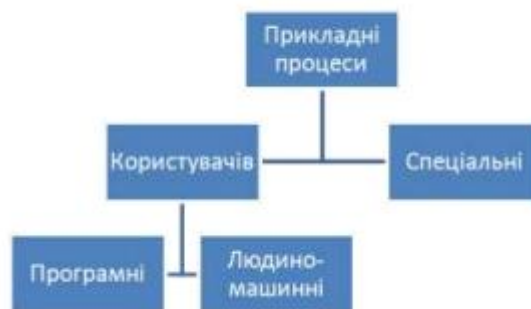 Прикладні
процеси
Користувачів
Спеціальні
Програмні
Людино-
машинні